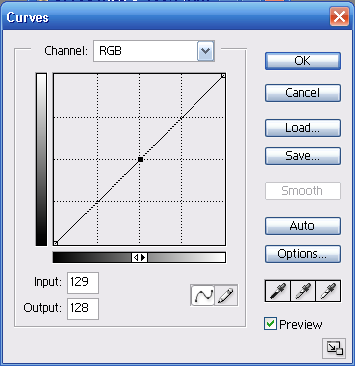 Curves
Channel: RGB
OK
Cancel
Load...
Save...
Smooth
Auto
Options...
Input: 129
Output: 128
Preview